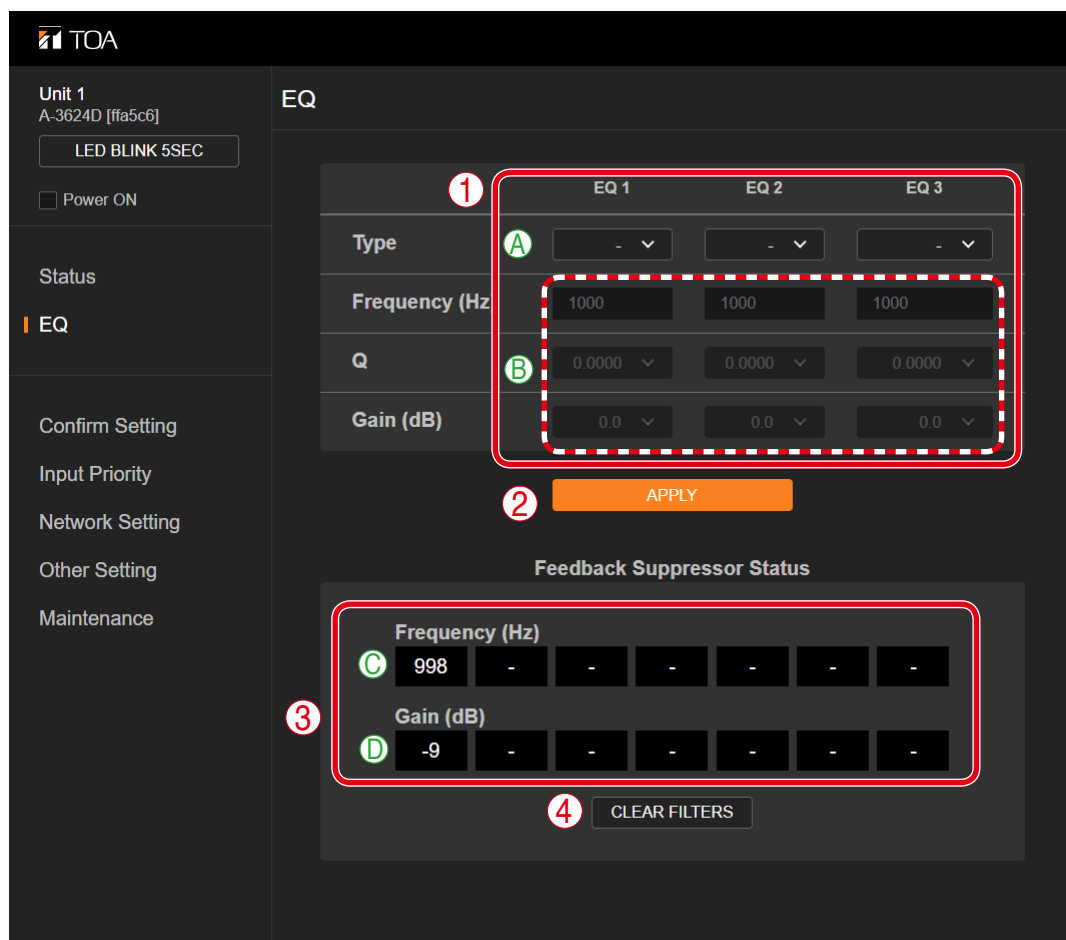 TOA
Unit 1
A-3624D [ffa5c6]
LED BLINK 5SEC
Power ON
Status
EQ
Confirm Setting
Input Priority
Network Setting
Other Setting
Maintenance
EQ
1
EQ 1 EQ 2 EQ 3
Type A - - -
Frequency (Hz 1000 1000 1000
Q B 0.0000 0.0000 0.0000
Gain (dB) 0.0 0.0 0.0
2 APPLY
Feedback Suppressor Status
3
Frequency (Hz)
C 998 - - - - - -
Gain (dB)
D -9 - - - - - -
4 CLEAR FILTERS